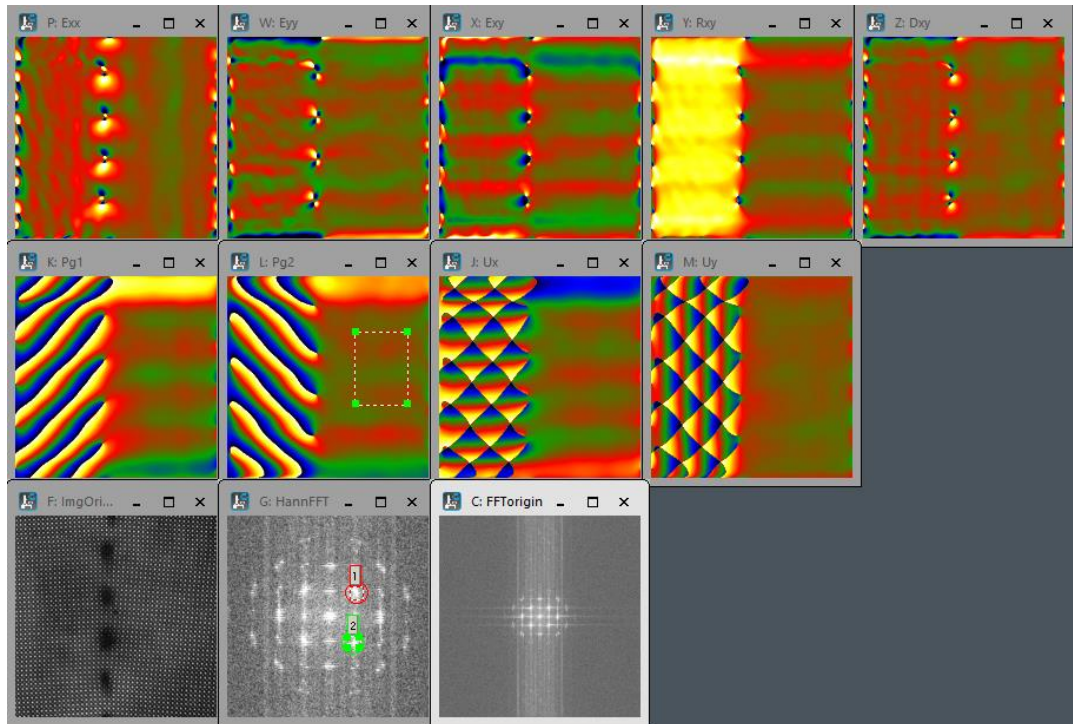 P: Exx
W: Eyy
X: Exy
Y: Rxy
Z: Dxy
K: Pg1
L: Pg2
J: Ux
M: Uy
F: ImgOri...
G: HannFFT
C: FFTorigin
1
2